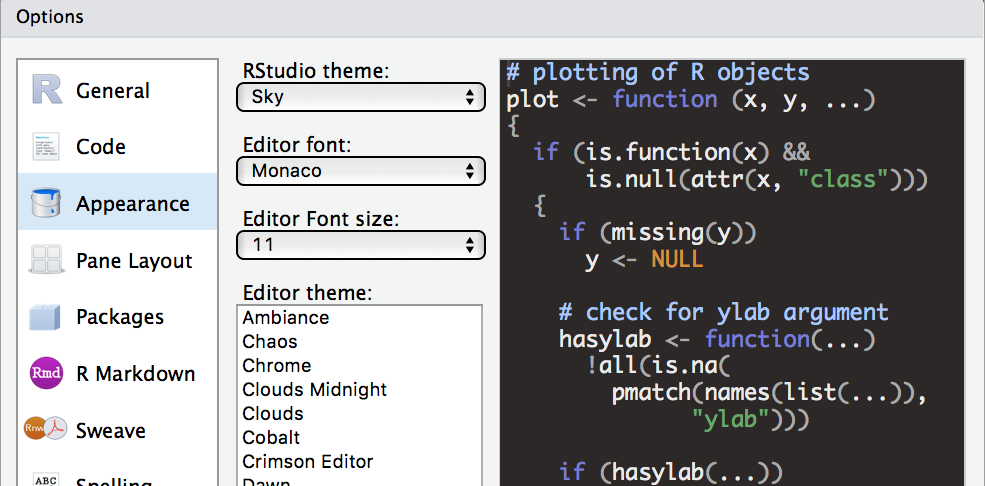 Options
General
Code
Appearance
Pane Layout
Packages
Rmd
R Markdown
Rnw
Sweave
ABC
Spelling
RStudio theme:
Sky
Editor font:
Monaco
Editor Font size:
11
Editor theme:
Ambiance
Chaos
Chrome
Clouds Midnight
Clouds
Cobalt
Crimson Editor
Dawn
# plotting of R objects
plot <- function (x, y, ...)
{
  if (is.function(x) &&
      is.null(attr(x, "class")))
  {
    if (missing(y))
      y <- NULL

    # check for ylab argument
    hasylab <- function(...)
      !all(is.na(
        pmatch(names(list(...)),
              "ylab")))

    if (hasylab(...))